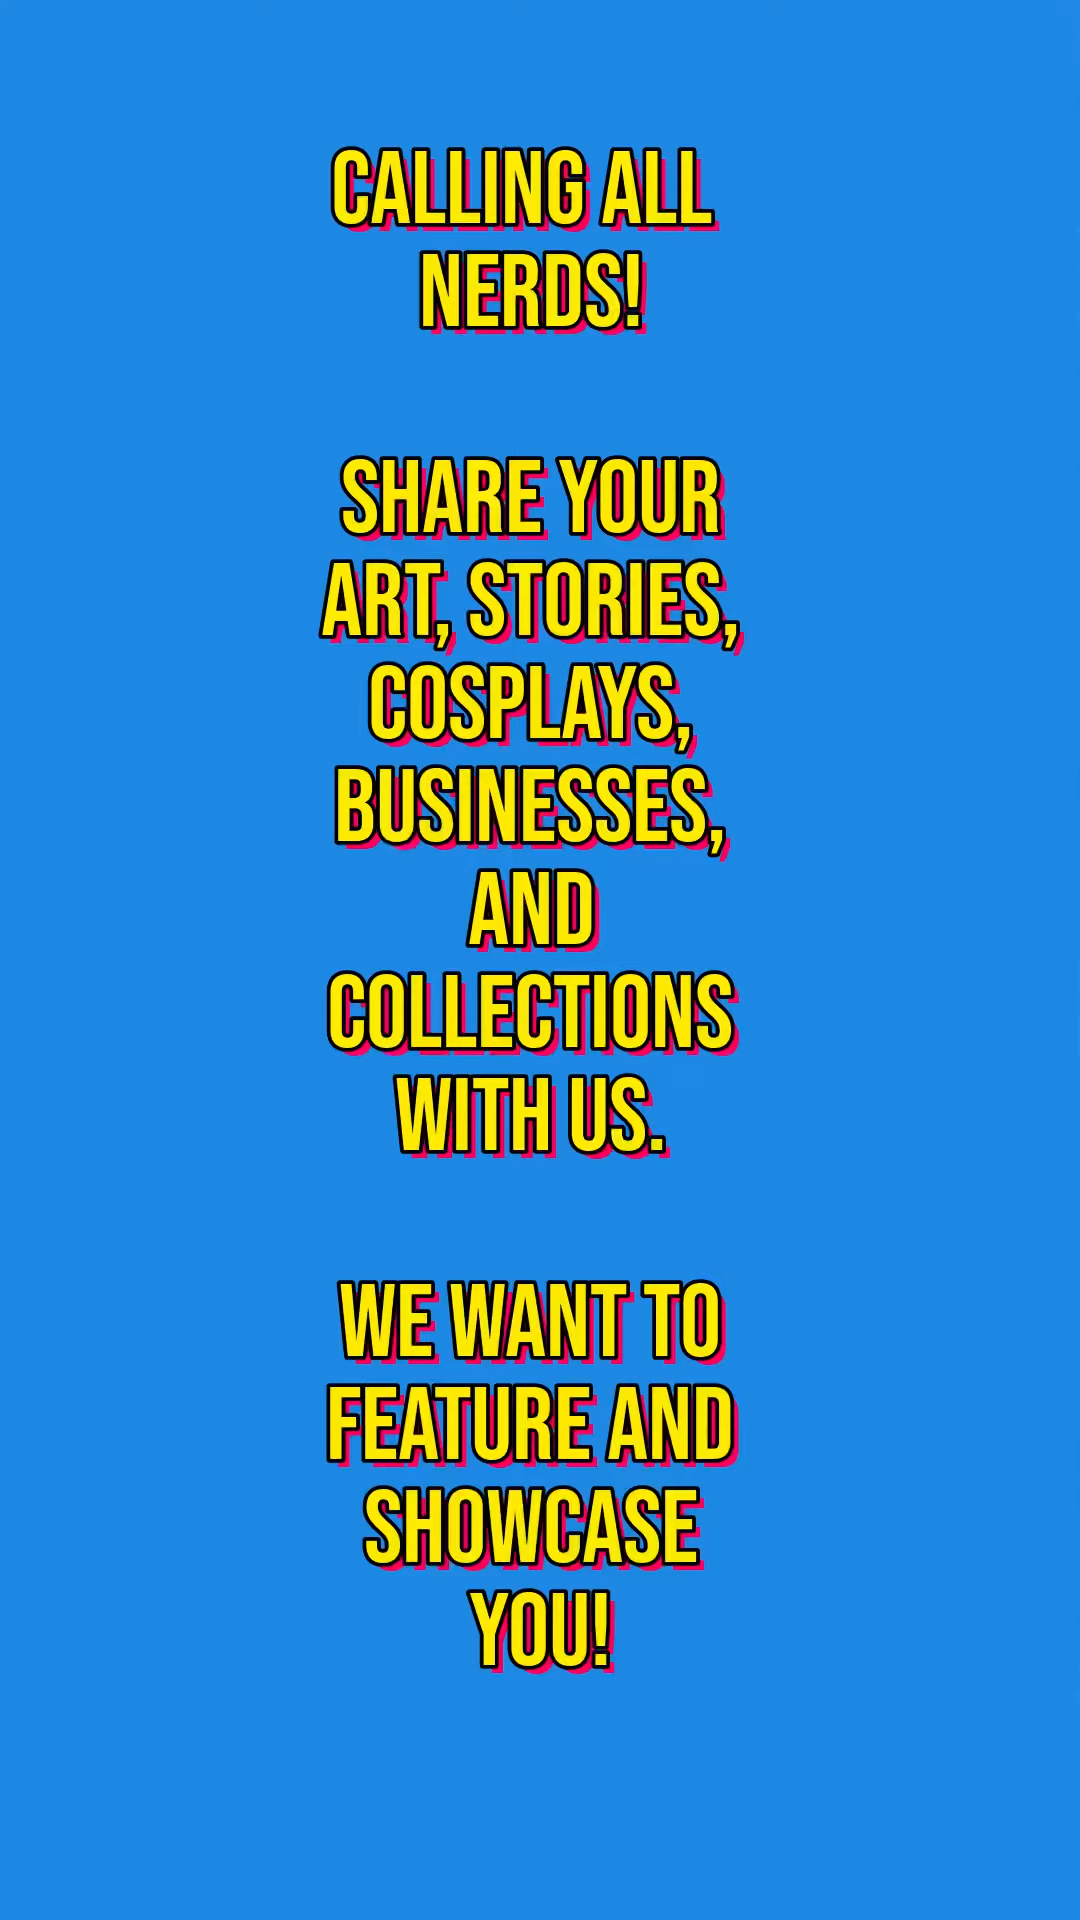 CALLING ALL
NERDS!
SHARE YOUR
ART, STORIES,
COSPLAYS,
BUSINESSES,
AND
COLLECTIONS
WITH US.
WE WANT TO
FEATURE AND
SHOWCASE
YOU!